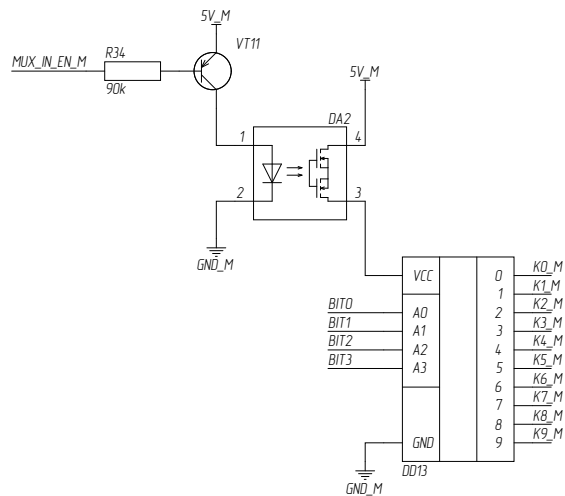 5V_M
VT11
R34
MUX_IN_EN_M
90k
5V_M
DA2
1
4
2
3
GND_M
VCC
0
K0_M
1
K1_M
BIT0
A0
2
K2_M
BIT1
A1
3
K3_M
BIT2
A2
4
K4_M
BIT3
A3
5
K5_M
6
K6_M
7
K7_M
8
K8_M
GND
9
K9_M
DD13
GND_M